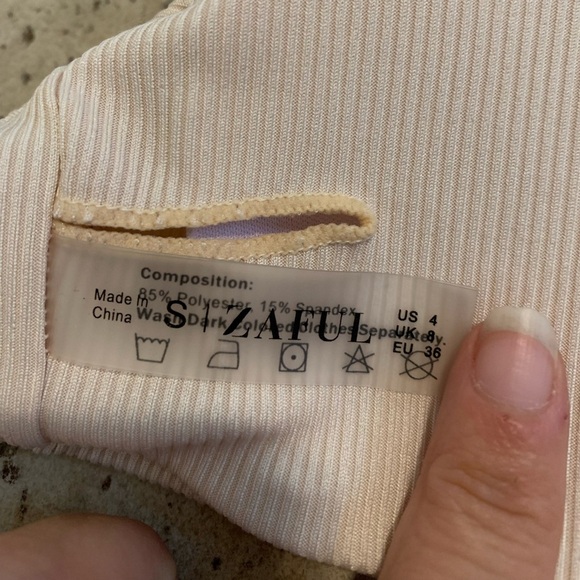 Composition:
85% Polyester 15% Spandex
Wash Dark Colored Clothes Separately.
Made in
China
S | ZAFUL
US 4
UK 8
EU 36